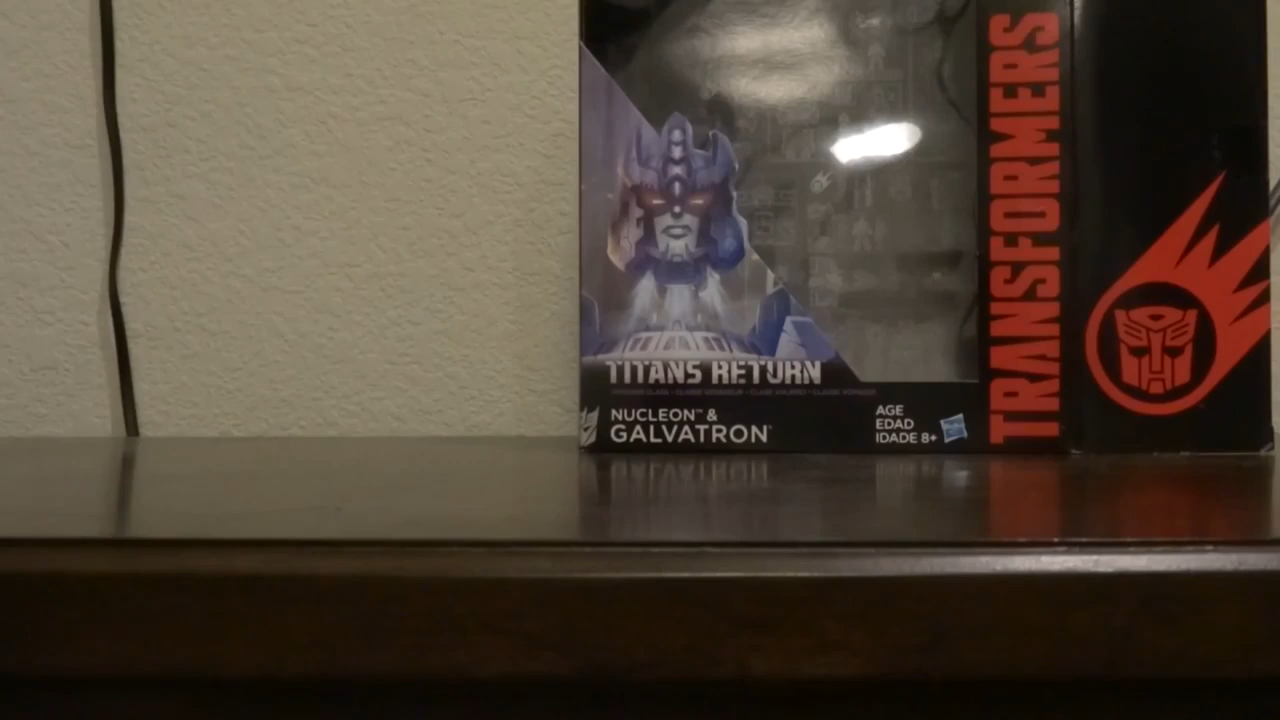 TRANSFORMERS
TITANS RETURN
NUCLEON™ &
GALVATRON
AGE
EDAD
IDADE 8+